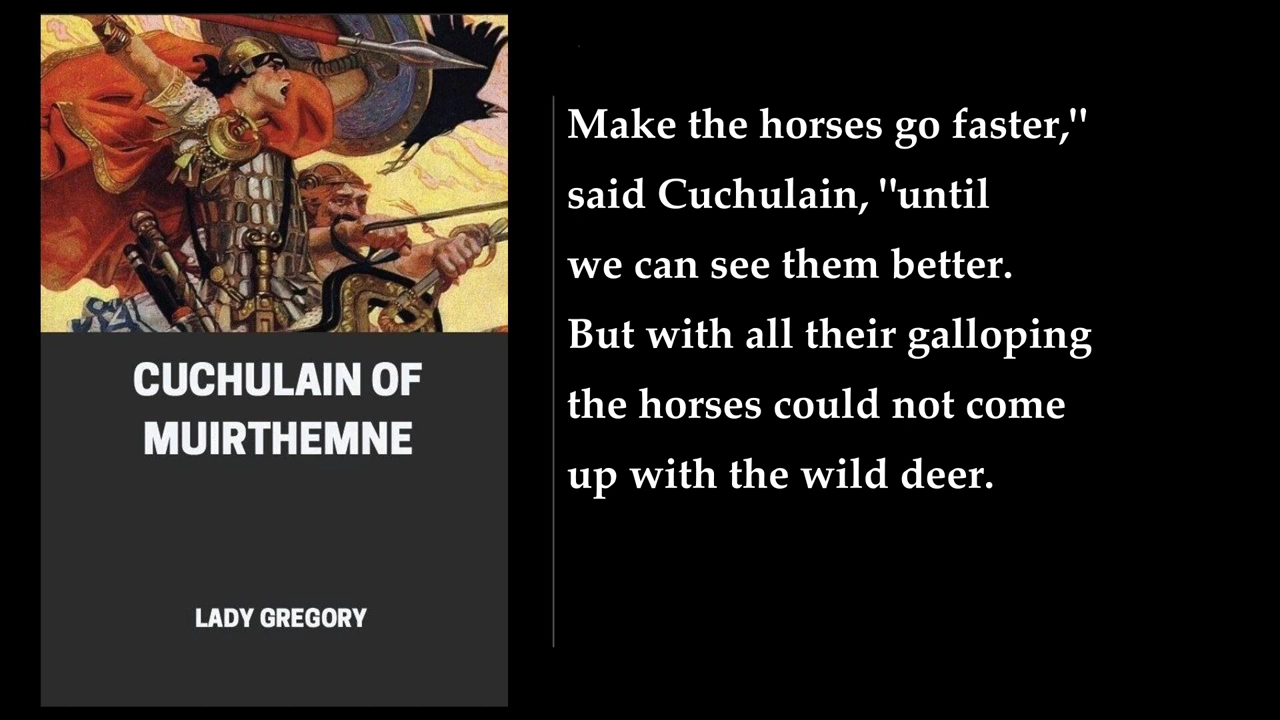 CUCHULAIN OF
MUIRTHEMNE
LADY GREGORY
Make the horses go faster,"
said Cuchulain, "until
we can see them better.
But with all their galloping
the horses could not come
up with the wild deer.